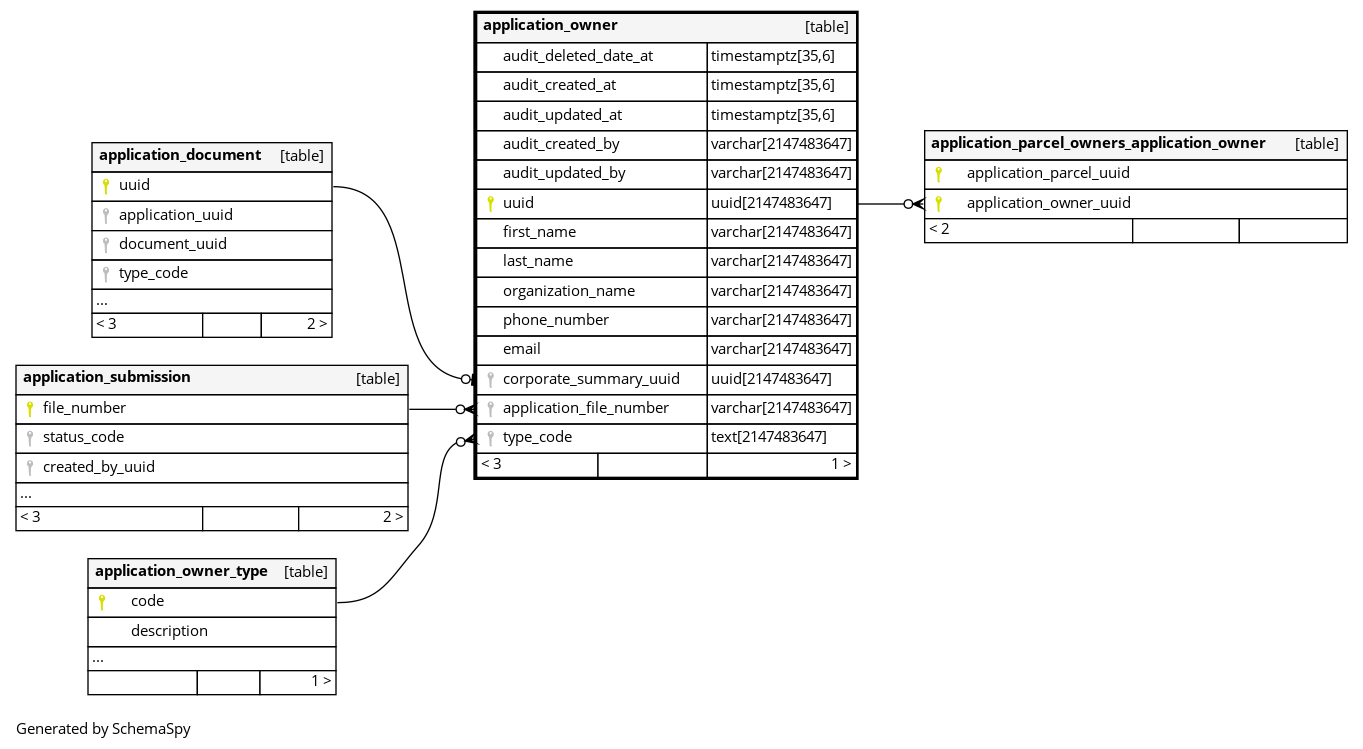 application_owner [table]
audit_deleted_date_at timestamptz[35,6]
audit_created_at timestamptz[35,6]
audit_updated_at timestamptz[35,6]
audit_created_by varchar[2147483647]
audit_updated_by varchar[2147483647]
uuid uuid[2147483647]
first_name varchar[2147483647]
last_name varchar[2147483647]
organization_name varchar[2147483647]
phone_number varchar[2147483647]
email varchar[2147483647]
corporate_summary_uuid uuid[2147483647]
application_file_number varchar[2147483647]
type_code text[2147483647]
< 3 1 >
application_document [table]
uuid
application_uuid
document_uuid
type_code
...
< 3 2 >
application_submission [table]
file_number
status_code
created_by_uuid
...
< 3 2 >
application_owner_type [table]
code
description
...
1 >
application_parcel_owners_application_owner [table]
application_parcel_uuid
application_owner_uuid
< 2
Generated by SchemaSpy